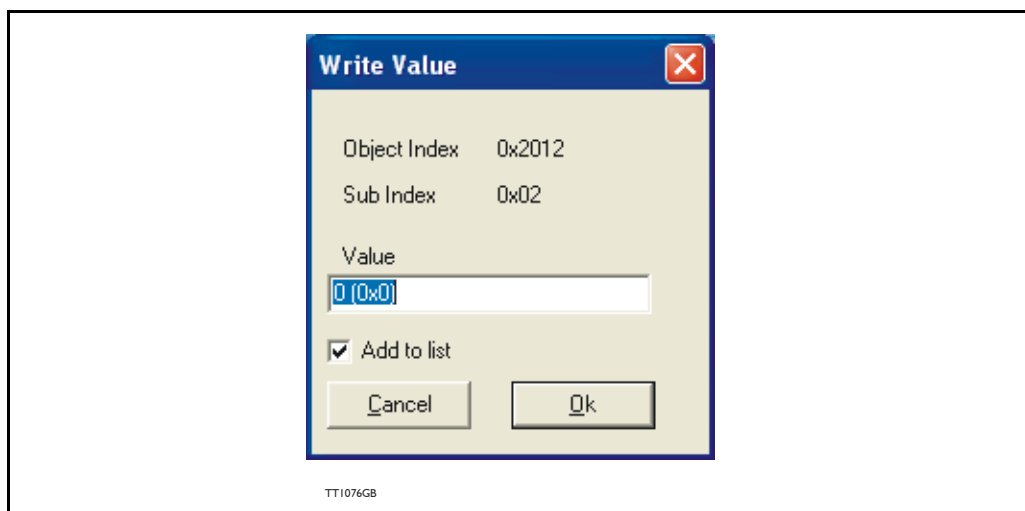 Write Value
Object Index 0x2012
Sub Index 0x02
Value
0 (0x0)
Add to list
Cancel Ok
TT1076GB